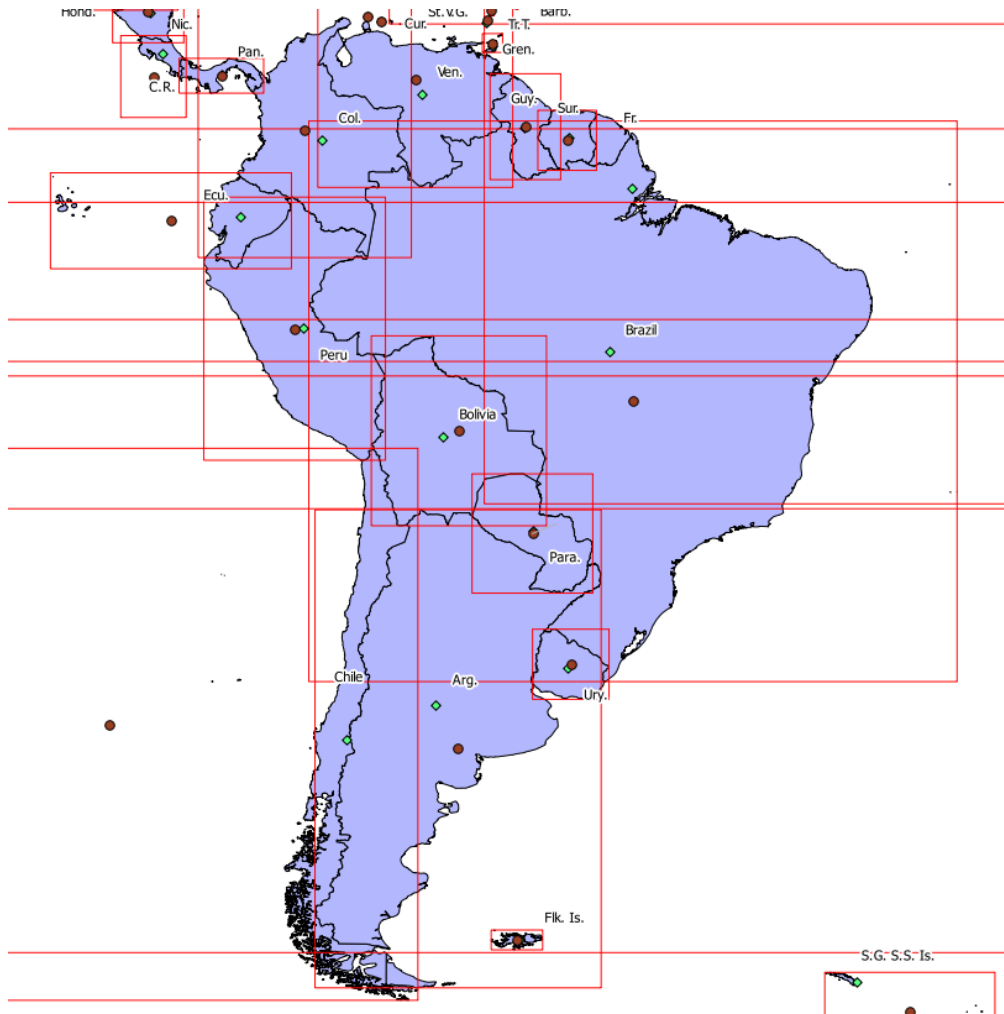 Hond.
St.V.G.
Barb.
Nic.
Cur.
Tr.T.
Gren.
Pan.
Ven.
C.R.
Guy.
Sur.
Col.
Fr.
Ecu.
Brazil
Peru
Bolivia
Para.
Chile
Arg.
Ury.
Flk. Is.
S.G. S.S. Is.